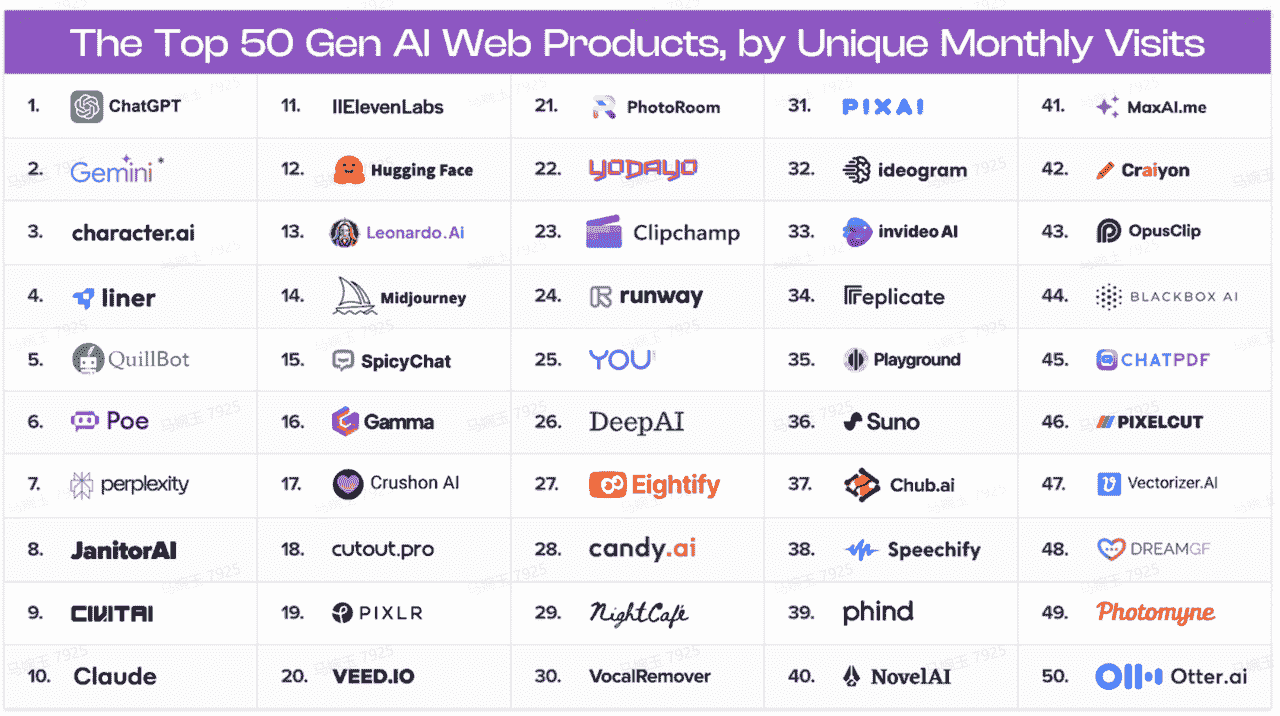 The Top 50 Gen AI Web Products, by Unique Monthly Visits
1. ChatGPT
2. Gemini*
3. character.ai
4. liner
5. QuillBot
6. Poe
7. perplexity
8. JanitorAI
9. CIVITAI
10. Claude
11. IIElevenLabs
12. Hugging Face
13. Leonardo.Ai
14. Midjourney
15. SpicyChat
16. Gamma
17. Crushon AI
18. cutout.pro
19. PIXLR
20. VEED.IO
21. PhotoRoom
22. YODAYO
23. Clipchamp
24. runway
25. YOU
26. DeepAI
27. Eightify
28. candy.ai
29. NightCafé
30. VocalRemover
31. PIXAI
32. ideogram
33. invideo AI
34. replicate
35. Playground
36. Suno
37. Chub.ai
38. Speechify
39. phind
40. NovelAI
41. MaxAI.me
42. Craiyon
43. OpusClip
44. BLACKBOX AI
45. CHATPDF
46. PIXELCUT
47. Vectorizer.AI
48. DREAMGF
49. Photomyne
50. Otter.ai